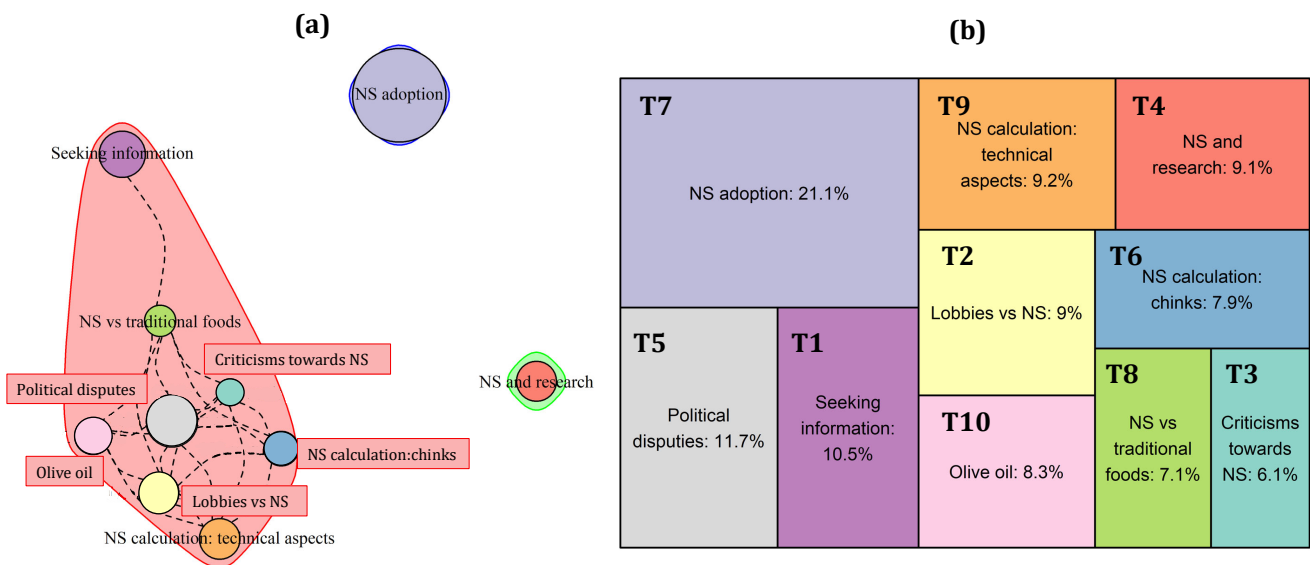 (a)
NS adoption
Seeking information
NS vs traditional foods
Criticisms towards NS
Political disputes
NS and research
Olive oil
NS calculation:chinks
Lobbies vs NS
NS calculation: technical aspects
(b)
T7
NS adoption: 21.1%
T9
NS calculation:
technical
aspects: 9.2%
T4
NS and
research: 9.1%
T2
Lobbies vs NS: 9%
T6
NS calculation:
chinks: 7.9%
T5
Political
disputies: 11.7%
T1
Seeking
information:
10.5%
T10
Olive oil: 8.3%
T8
NS vs
traditional
foods: 7.1%
T3
Criticisms
towards
NS: 6.1%